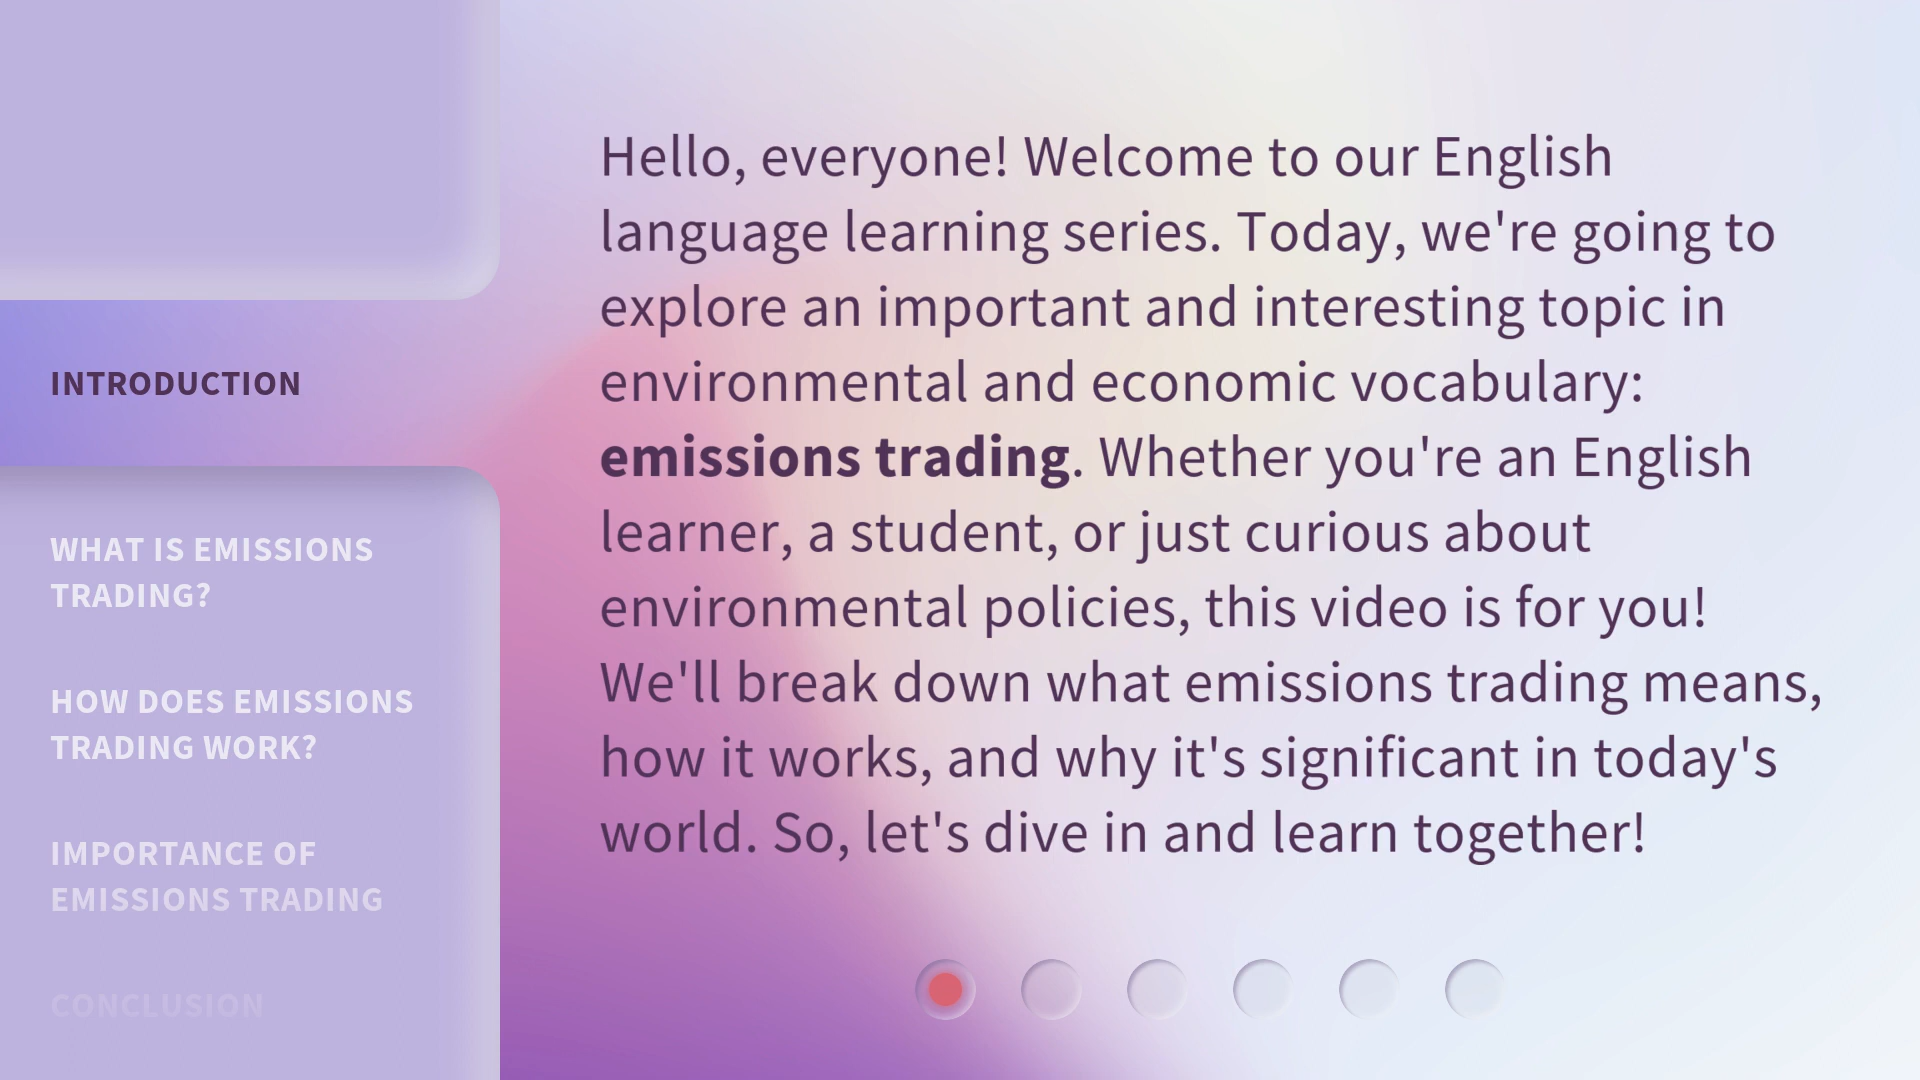 INTRODUCTION
WHAT IS EMISSIONS
TRADING?
HOW DOES EMISSIONS
TRADING WORK?
IMPORTANCE OF
EMISSIONS TRADING
CONCLUSION
Hello, everyone! Welcome to our English
language learning series. Today, we're going to
explore an important and interesting topic in
environmental and economic vocabulary:
emissions trading. Whether you're an English
learner, a student, or just curious about
environmental policies, this video is for you!
We'll break down what emissions trading means,
how it works, and why it's significant in today's
world. So, let's dive in and learn together!